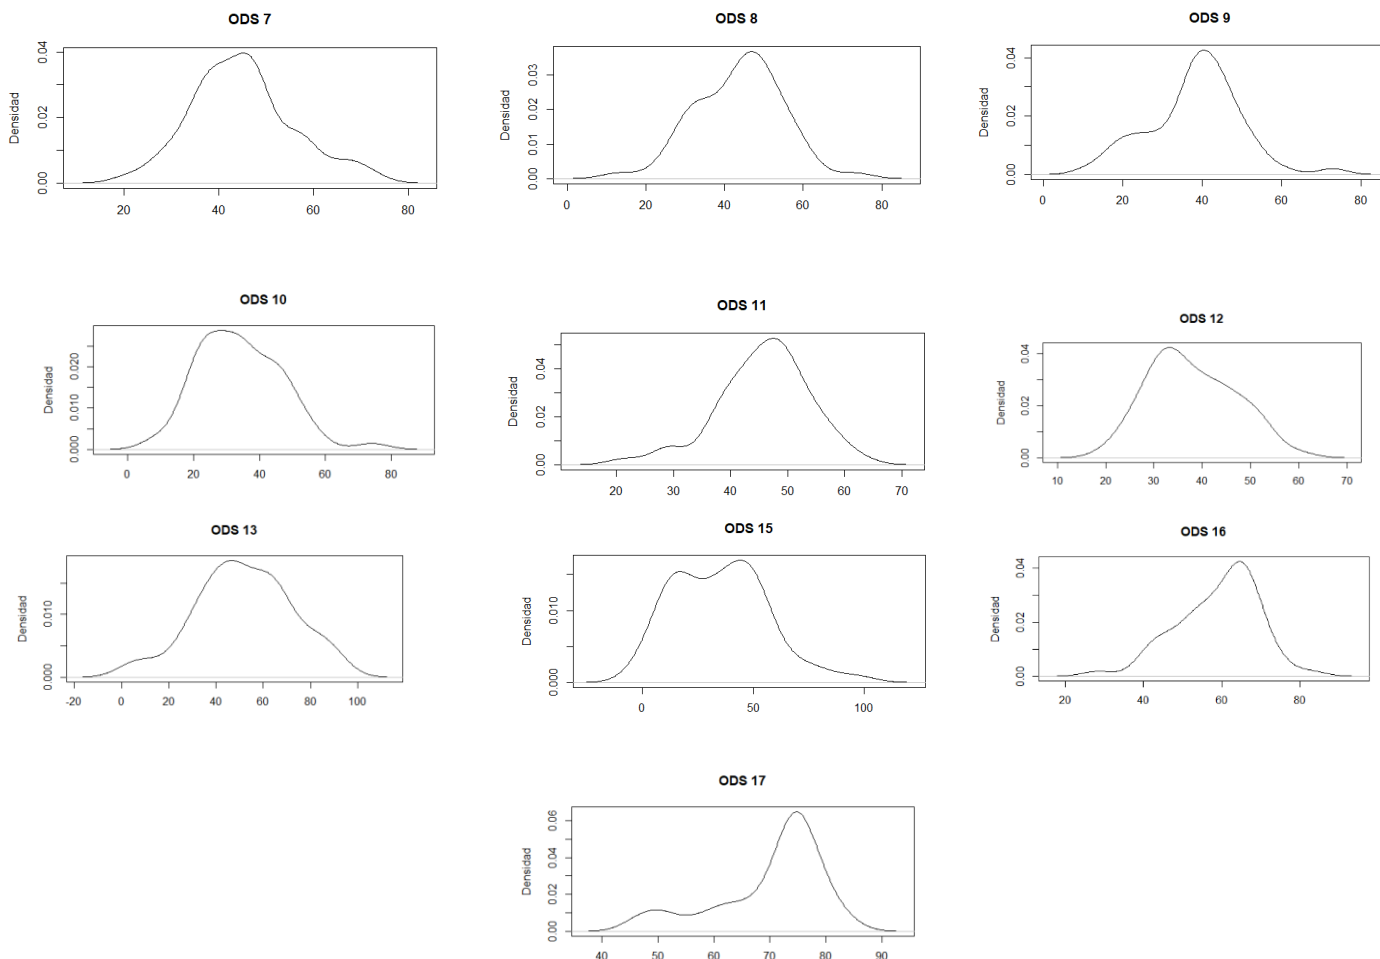 ODS 7
Densidad
0.00 0.02 0.04
20 40 60 80
ODS 8
Densidad
0.00 0.01 0.02 0.03
0 20 40 60 80
ODS 9
Densidad
0.00 0.02 0.04
0 20 40 60 80
ODS 10
Densidad
0.000 0.010 0.020
0 20 40 60 80
ODS 11
Densidad
0.00 0.02 0.04
20 30 40 50 60 70
ODS 12
Densidad
0.00 0.02 0.04
10 20 30 40 50 60 70
ODS 13
Densidad
0.000 0.010
-20 0 20 40 60 80 100
ODS 15
Densidad
0.000 0.010
0 50 100
ODS 16
Densidad
0.00 0.02 0.04
20 40 60 80
ODS 17
Densidad
0.00 0.02 0.04 0.06
40 50 60 70 80 90